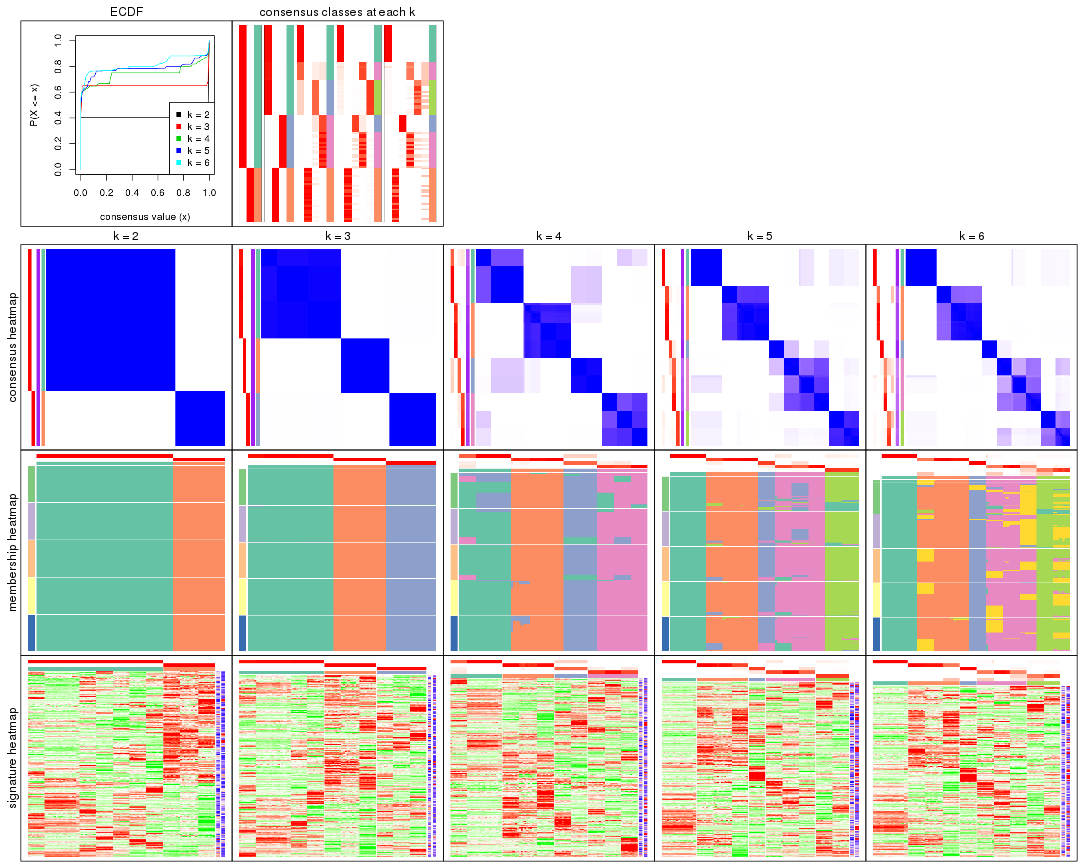 ECDF
consensus classes at each k
P(X <= x)
1.0
0.8
0.6
0.4
0.2
0.0
k = 2
k = 3
k = 4
k = 5
k = 6
0.0 0.2 0.4 0.6 0.8 1.0
consensus value (x)
k = 2
k = 3
k = 4
k = 5
k = 6
consensus heatmap
membership heatmap
signature heatmap